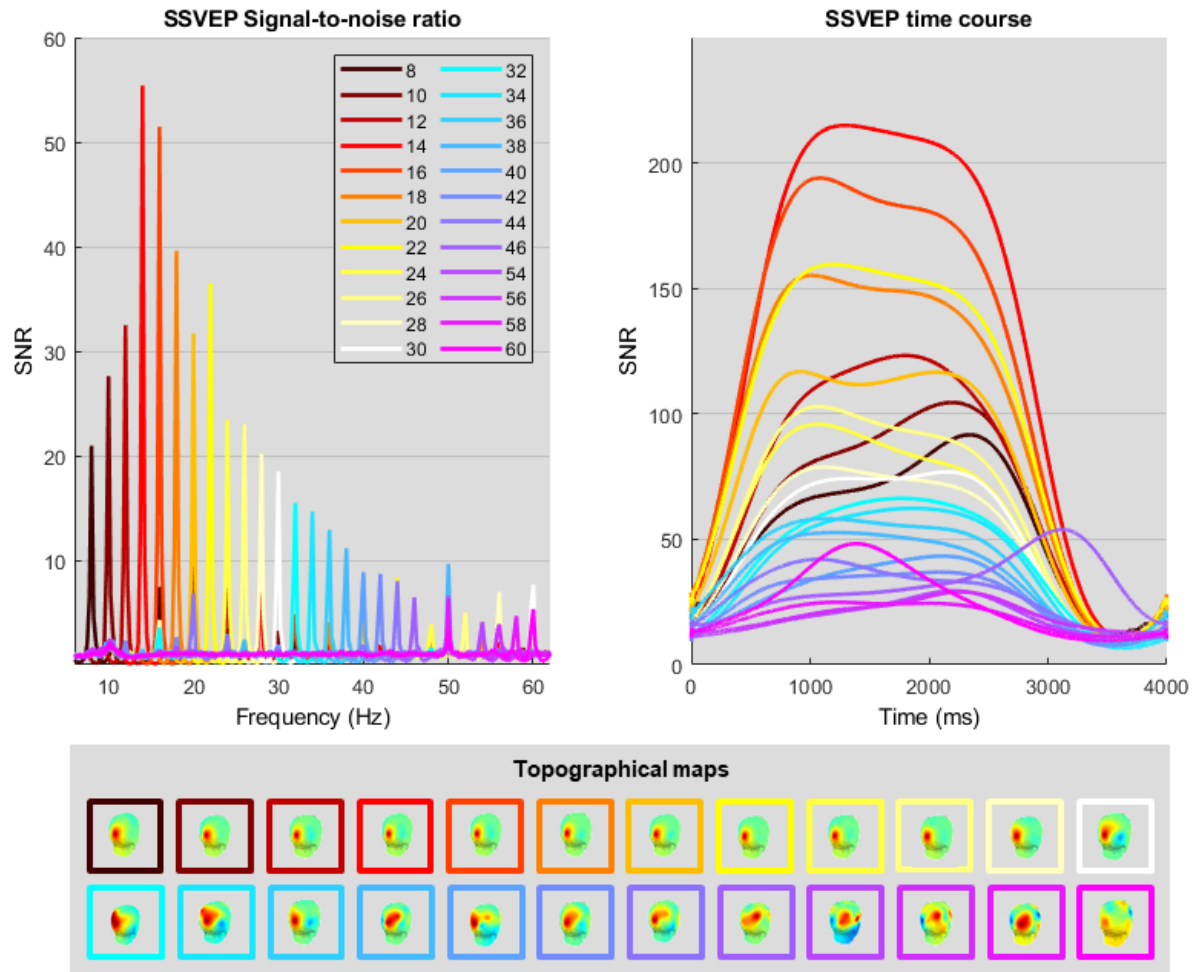 SSVEP Signal-to-noise ratio
60
50
40
30
20
10
SNR
8 32
10 34
12 36
14 38
16 40
18 42
20 44
22 46
24 54
26 56
28 58
30 60
10 20 30 40 50 60
Frequency (Hz)
SSVEP time course
200
150
100
50
0
SNR
0 1000 2000 3000 4000
Time (ms)
Topographical maps